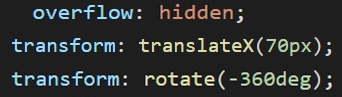 overflow: hidden;
transform: translateX(70px);
transform: rotate(-360deg);